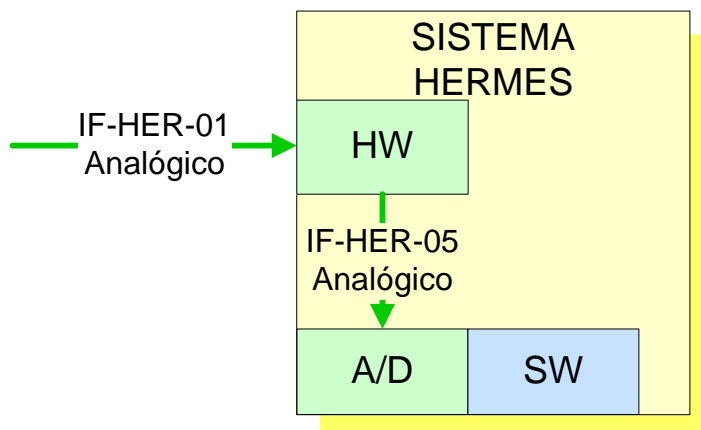 SISTEMA
HERMES
IF-HER-01
Analógico
HW
IF-HER-05
Analógico
A/D
SW